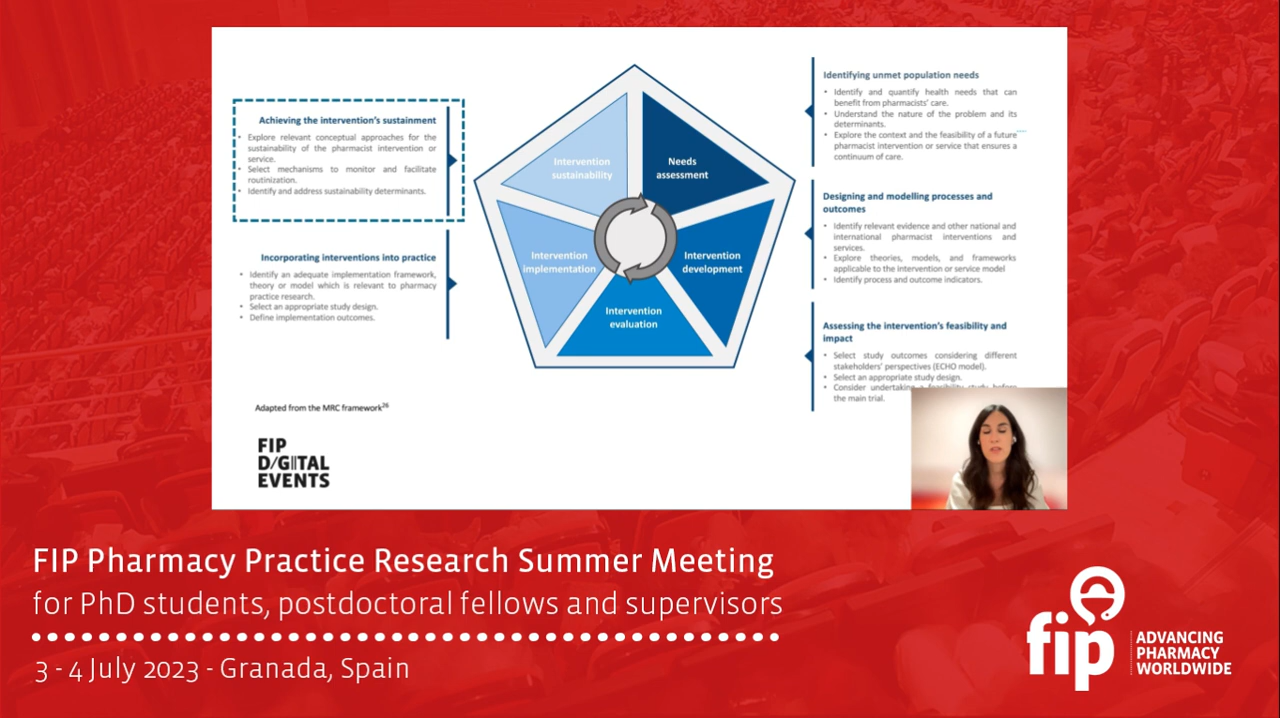 Achieving the intervention's sustainment
• Explore relevant conceptual approaches for the
sustainability of the pharmacist intervention or
service.
• Select mechanisms to monitor and facilitate
routinization.
• Identify and address sustainability determinants.
Incorporating interventions into practice
• Identify an adequate implementation framework,
theory or model which is relevant to pharmacy
practice research.
• Select an appropriate study design.
• Define implementation outcomes.
Intervention
sustainability
Needs
assessment
Intervention
implementation
Intervention
development
Intervention
evaluation
Identifying unmet population needs
• Identify and quantify health needs that can
benefit from pharmacists' care.
• Understand the nature of the problem and its
determinants.
• Explore the context and the feasibility of a future
pharmacist intervention or service that ensures a
continuum of care.
Designing and modelling processes and
outcomes
• Identify relevant evidence and other national and
international pharmacist interventions and
services.
• Explore theories, models, and frameworks
applicable to the intervention or service model
• Identify process and outcome indicators.
Assessing the intervention's feasibility and
impact
• Select study outcomes considering different
stakeholders' perspectives (ECHO model).
• Select an appropriate study design.
• Consider undertaking a feasibility study before
the main trial.
Adapted from the MRC framework26
FIP
D/GIITAL
EVENTS
FIP Pharmacy Practice Research Summer Meeting
for PhD students, postdoctoral fellows and supervisors
3 - 4 July 2023 - Granada, Spain
fip
ADVANCING
PHARMACY
WORLDWIDE